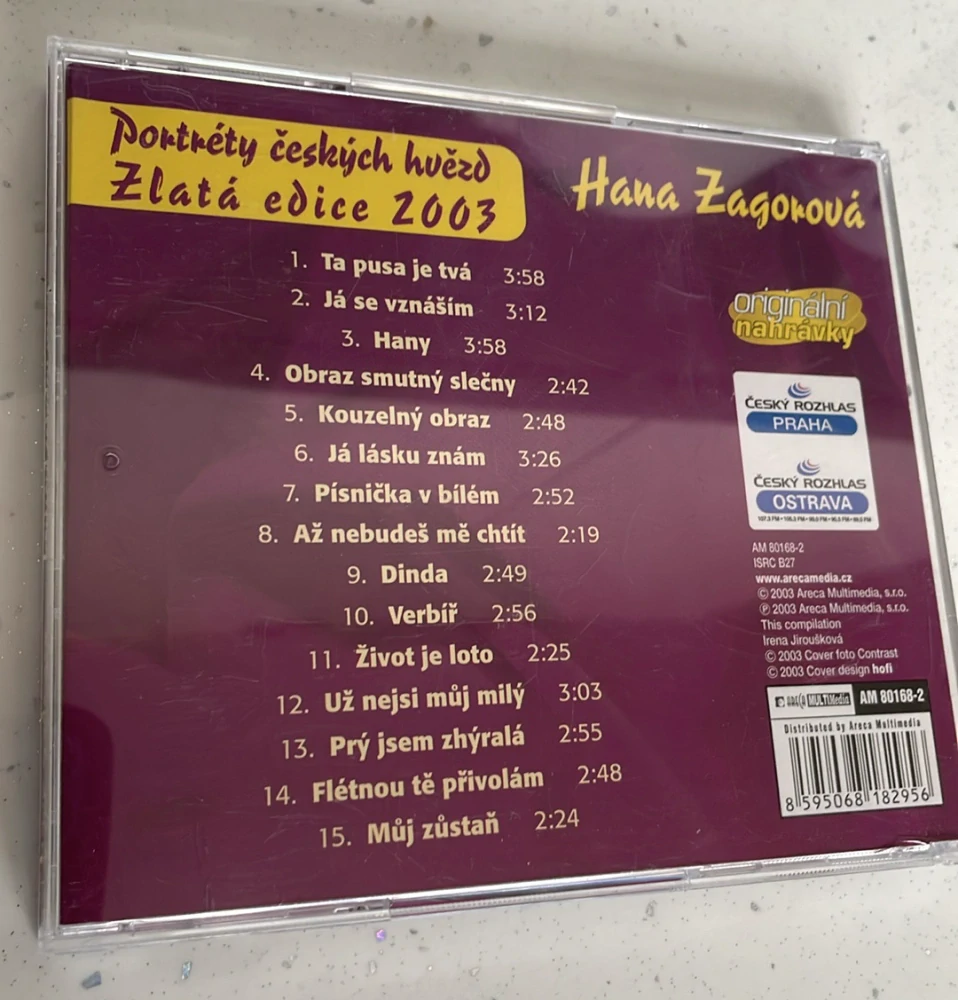 Portréty českých hvězd
Zlatá edice 2003
Hana Zagorová
1. Ta pusa je tvá 3:58
2. Já se vznáším 3:12
3. Hany 3:58
4. Obraz smutný slečny 2:42
5. Kouzelný obraz 2:48
6. Já lásku znám 3:26
7. Písnička v bílém 2:52
8. Až nebudeš mě chtít 2:19
9. Dinda 2:49
10. Verbíř 2:56
11. Život je loto 2:25
12. Už nejsi můj milý 3:03
13. Prý jsem zhýralá 2:55
14. Flétnou tě přivolám 2:48
15. Můj zůstaň 2:24
originální
nahrávky
ČESKÝ ROZHLAS
PRAHA
ČESKÝ ROZHLAS
OSTRAVA
AM 80168-2
ISRC B27
www.arecamedia.cz
© 2003 Areca Multimedia, s.r.o.
℗ 2003 Areca Multimedia, s.r.o.
This compilation
Irena Jiroušková
© 2003 Cover foto Contrast
© 2003 Cover design hofi
ARECA MULTIMedia AM 80168-2
Distributed by Areca Multimedia
8 595068 182956